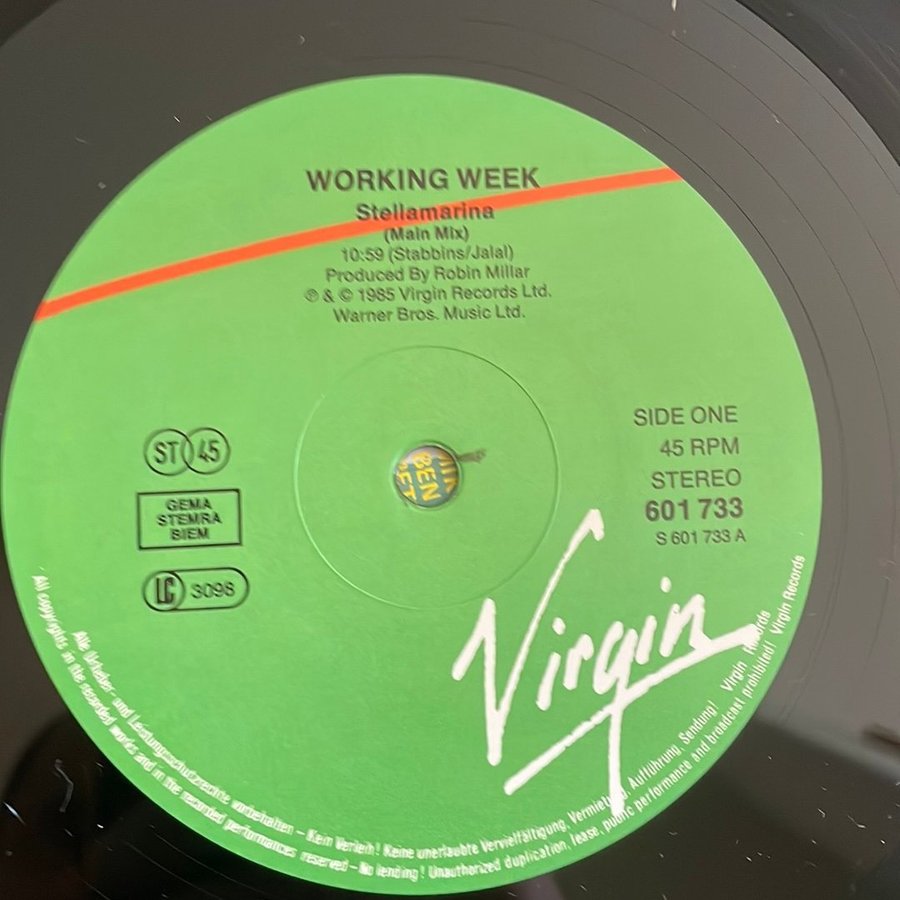 WORKING WEEK
Stellamarina
(Main Mix)
10:59 (Stabbins/Jalal)
Produced By Robin Millar
℗ & © 1985 Virgin Records Ltd.
Warner Bros. Music Ltd.
SIDE ONE
45 RPM
STEREO
601 733
S 601 733 A
ST 45
GEMA
STEMRA
BIEM
LC 3098
BEN
Virgin
Alle Urheber- und Leistungsschutzrechte vorbehalten – Kein Verleih! Keine unerlaubte Vervielfältigung, Vermietung, Aufführung, Sendung! Virgin Records
All copyrights in the recorded works and in the recorded performances reserved – No lending! Unauthorized duplication, lease, public performance and broadcast prohibited! Virgin Records